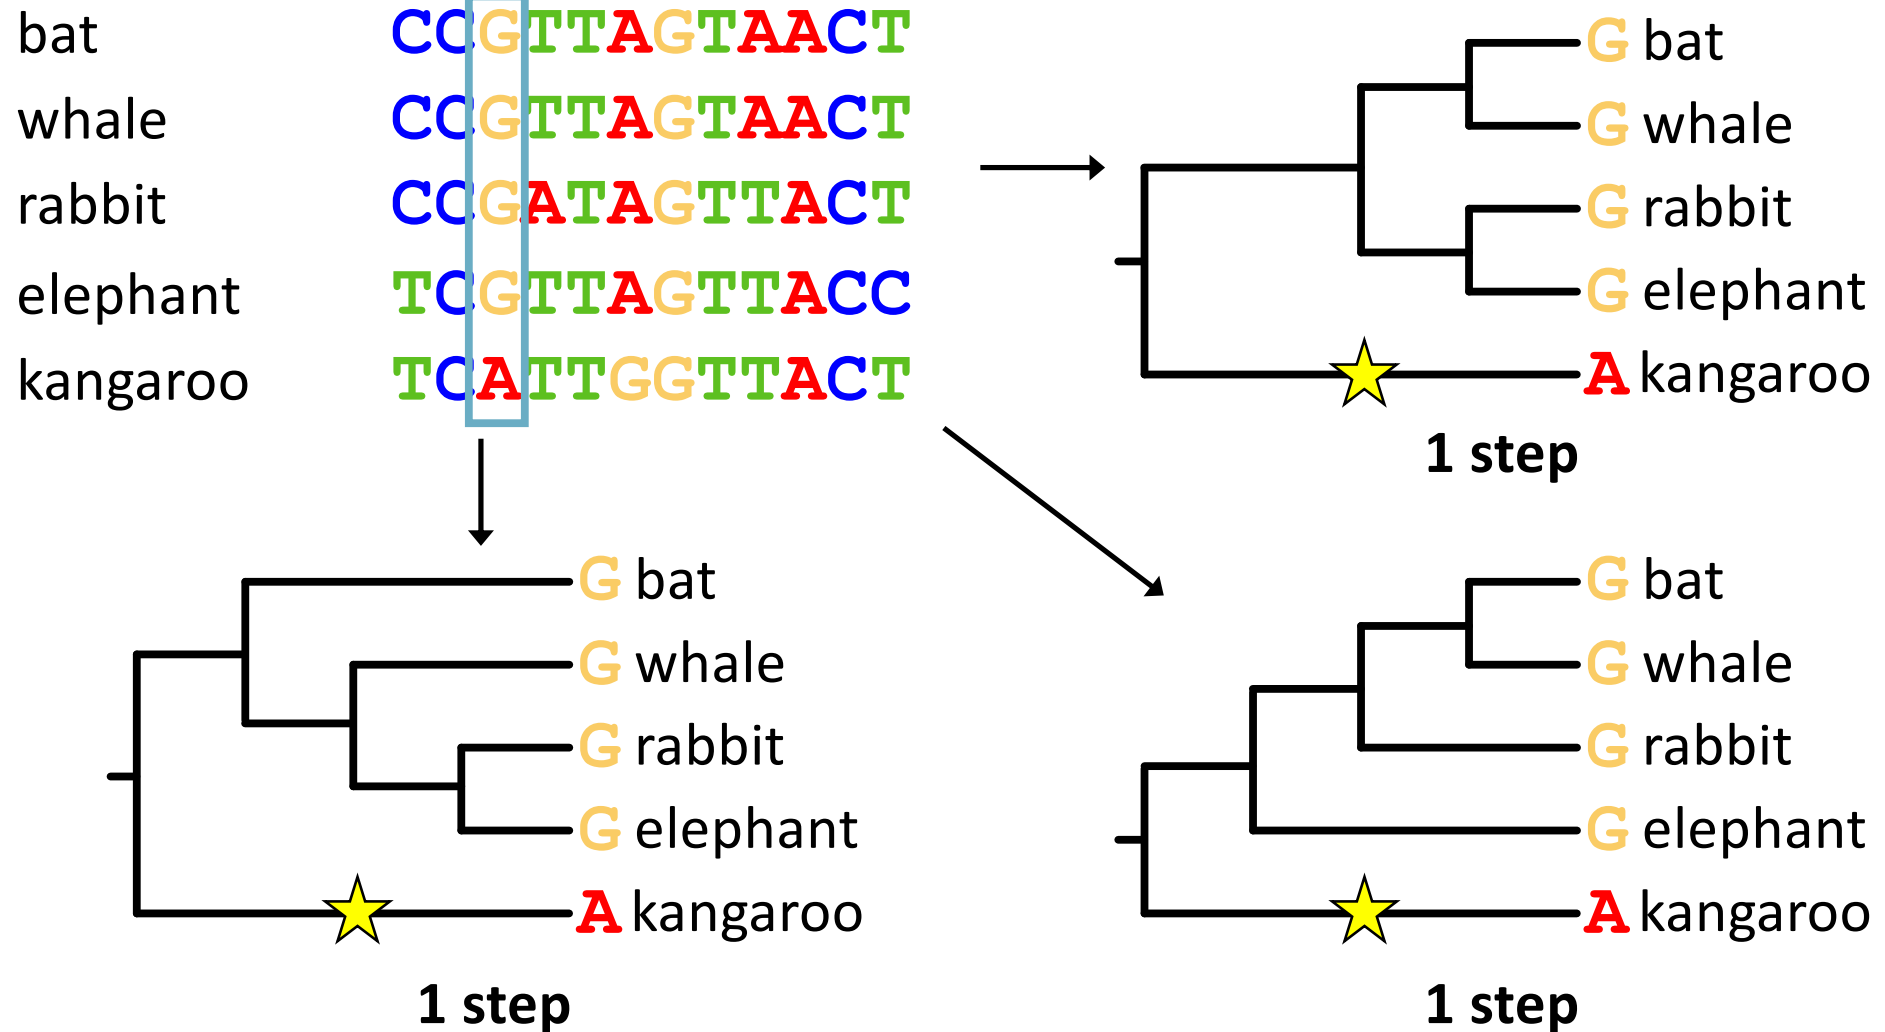 bat CCGTTAGTAACT
whale CCGTTAGTAACT
rabbit CCGATAGTTACT
elephant TCGTTAGTTACC
kangaroo TCATTGGTTACT
G bat
G whale
G rabbit
G elephant
A kangaroo
1 step
G bat
G whale
G rabbit
G elephant
A kangaroo
1 step
G bat
G whale
G rabbit
G elephant
A kangaroo
1 step